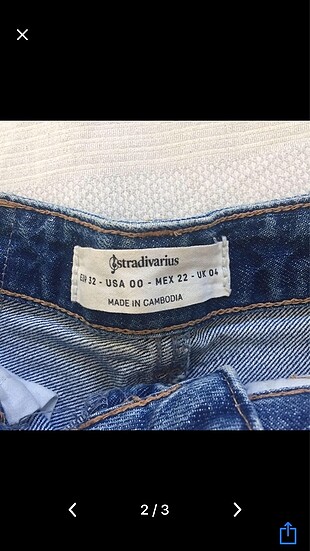 stradivarius
EUR 32 - USA 00 - MEX 22 - UK 04
MADE IN CAMBODIA
2 / 3